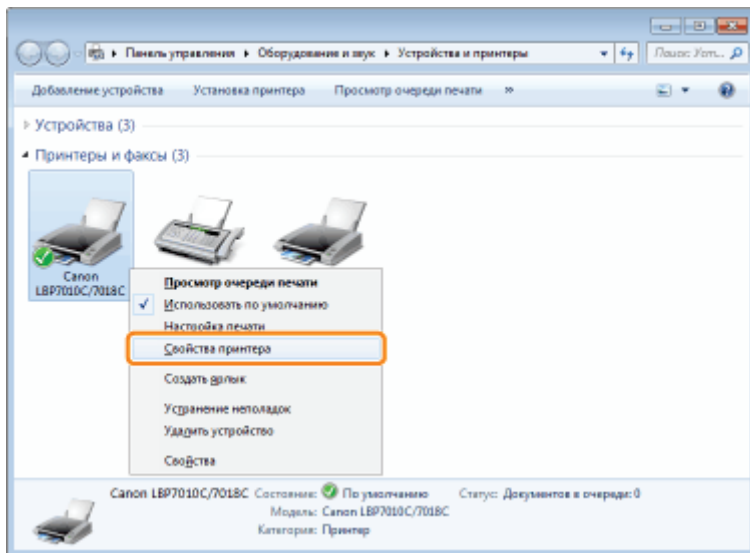 Панель управления ▸ Оборудование и звук ▸ Устройства и принтеры
Добавление устройства Установка принтера Просмотр очереди печати »
Устройства (3)
Принтеры и факсы (3)
Canon
LBP7010C/7018C
Просмотр очереди печати
Использовать по умолчанию
Настройка печати
Свойства принтера
Создать ярлык
Устранение неполадок
Удалить устройство
Свойства
Canon LBP7010C/7018C Состояние: По умолчанию Статус: Документов в очереди: 0
Модель: Canon LBP7010C/7018C
Категория: Принтер